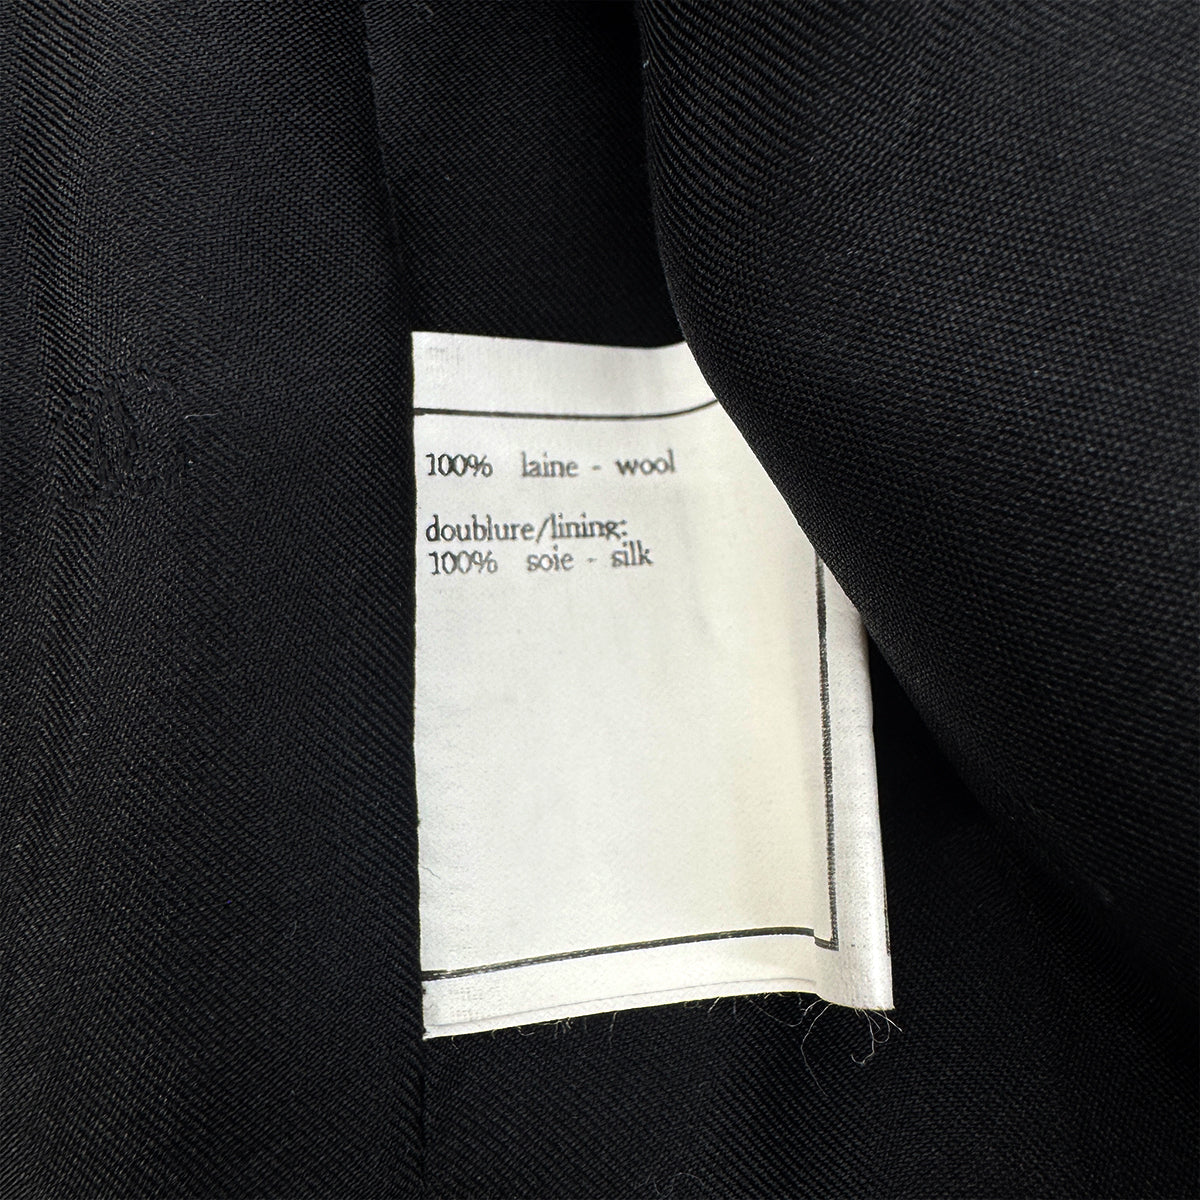 100% laine - wool
doublure/lining:
100% soie - silk